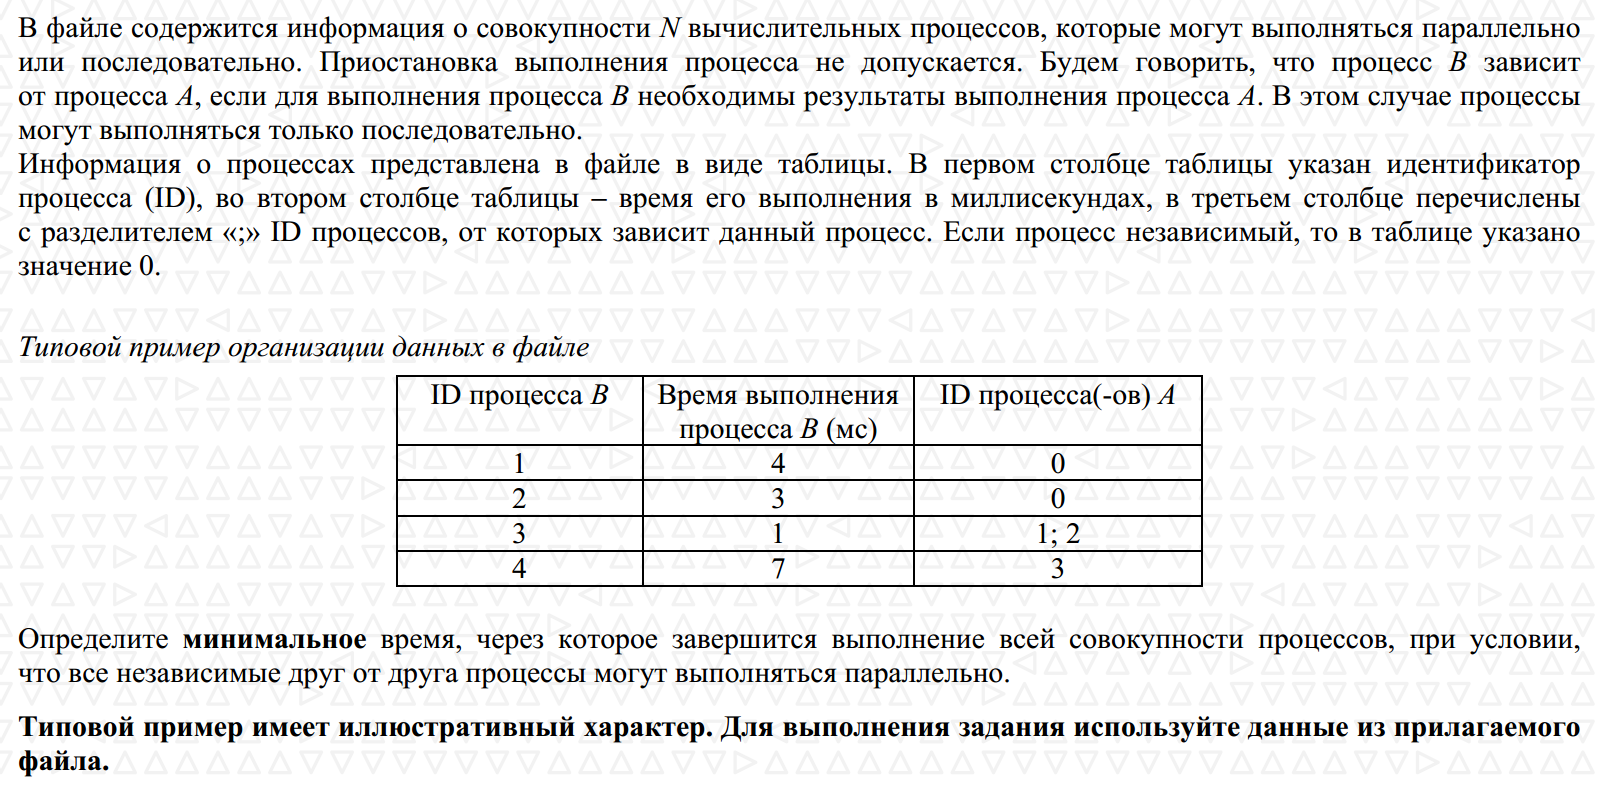 В файле содержится информация о совокупности N вычислительных процессов, которые могут выполняться параллельно
или последовательно. Приостановка выполнения процесса не допускается. Будем говорить, что процесс B зависит
от процесса A, если для выполнения процесса B необходимы результаты выполнения процесса A. В этом случае процессы
могут выполняться только последовательно.
Информация о процессах представлена в файле в виде таблицы. В первом столбце таблицы указан идентификатор
процесса (ID), во втором столбце таблицы – время его выполнения в миллисекундах, в третьем столбце перечислены
с разделителем «;» ID процессов, от которых зависит данный процесс. Если процесс независимый, то в таблице указано
значение 0.
Типовой пример организации данных в файле
ID процесса B Время выполнения ID процесса(-ов) A
процесса B (мс)
1 4 0
2 3 0
3 1 1; 2
4 7 3
Определите минимальное время, через которое завершится выполнение всей совокупности процессов, при условии,
что все независимые друг от друга процессы могут выполняться параллельно.
Типовой пример имеет иллюстративный характер. Для выполнения задания используйте данные из прилагаемого
файла.